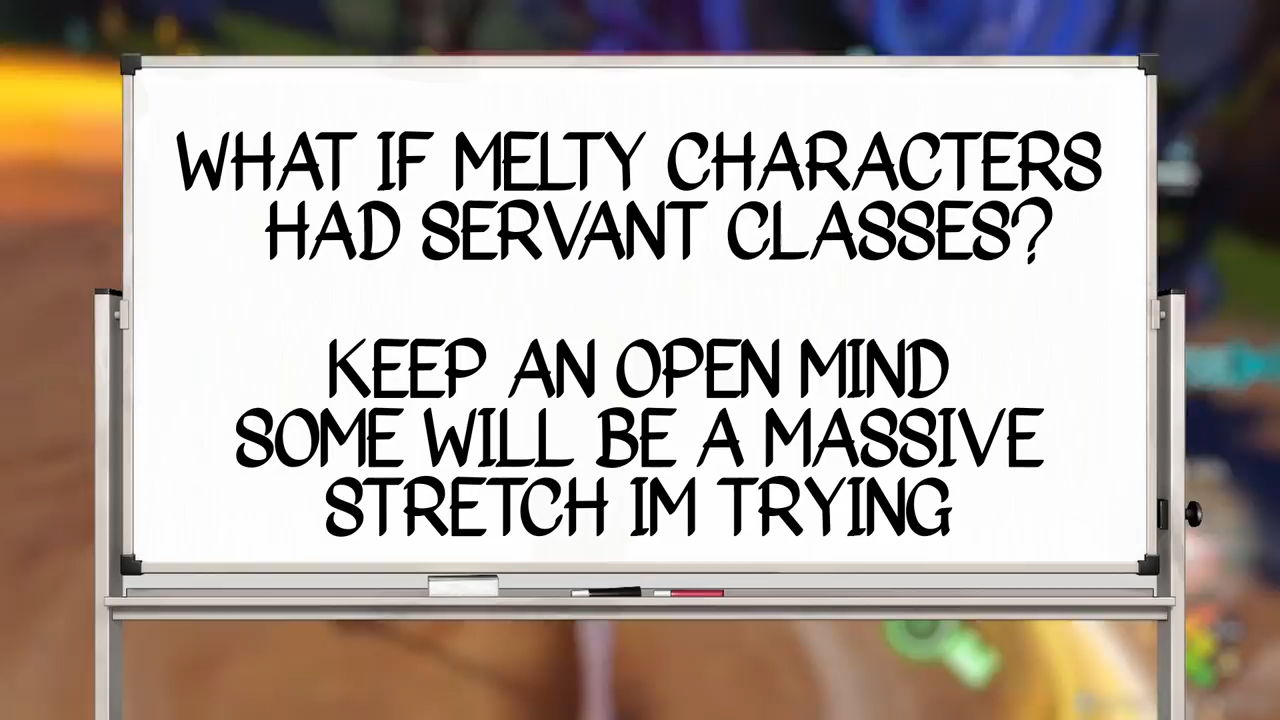 WHAT IF MELTY CHARACTERS
HAD SERVANT CLASSES?
KEEP AN OPEN MIND
SOME WILL BE A MASSIVE
STRETCH IM TRYING